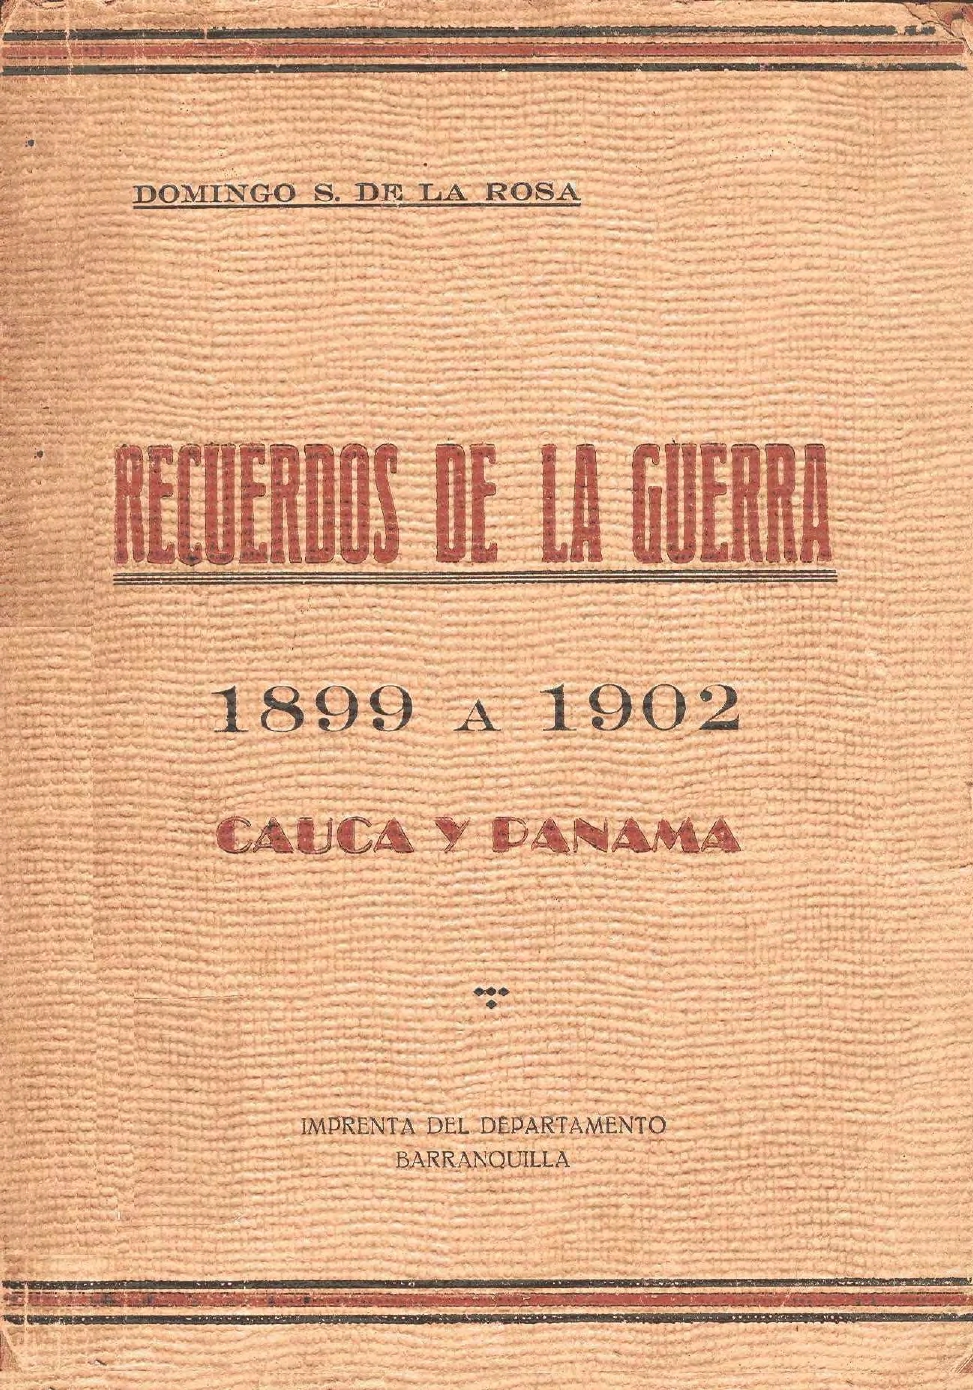 DOMINGO S. DE LA ROSA
RECUERDOS DE LA GUERRA
1899 A 1902
CAUCA Y PANAMA
IMPRENTA DEL DEPARTAMENTO
BARRANQUILLA